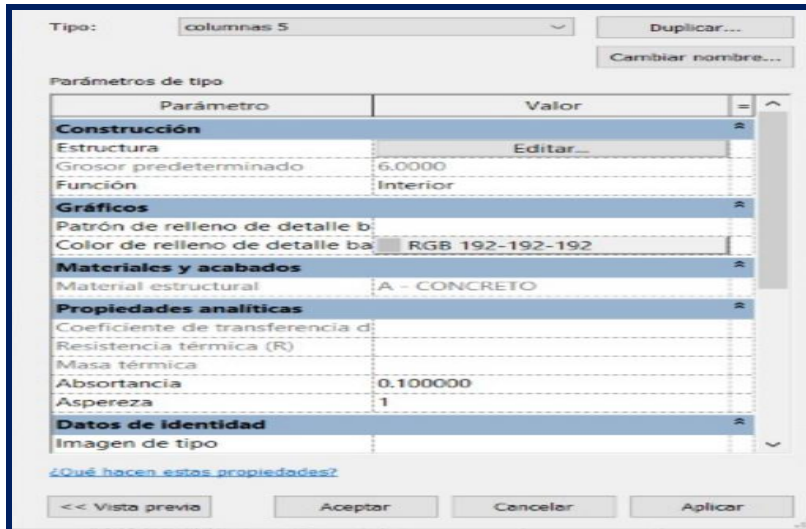 Tipo: columnas 5 Duplicar...
Cambiar nombre...
Parámetros de tipo
Parámetro Valor =
Construcción
Estructura Editar...
Grosor predeterminado 6.0000
Función Interior
Gráficos
Patrón de relleno de detalle b
Color de relleno de detalle ba RGB 192-192-192
Materiales y acabados
Material estructural A - CONCRETO
Propiedades analíticas
Coeficiente de transferencia d
Resistencia térmica (R)
Masa térmica
Absortancia 0.100000
Aspereza 1
Datos de identidad
Imagen de tipo
¿Qué hacen estas propiedades?
<< Vista previa Aceptar Cancelar Aplicar